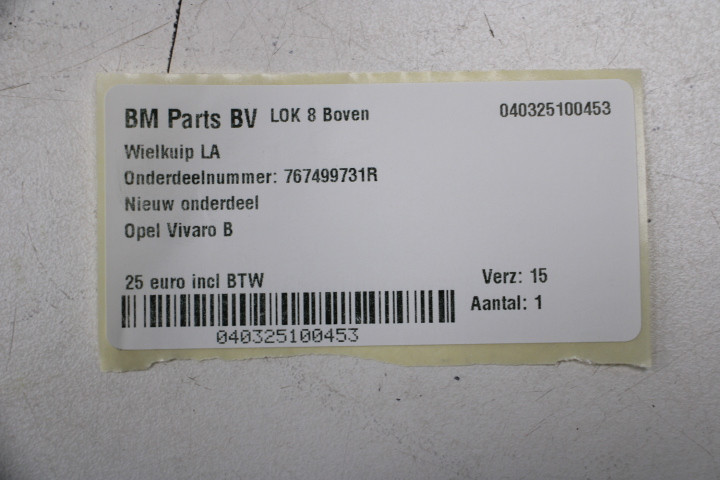 BM Parts BV LOK 8 Boven 040325100453
Wielkuip LA
Onderdeelnummer: 767499731R
Nieuw onderdeel
Opel Vivaro B
25 euro incl BTW Verz: 15
Aantal: 1
040325100453